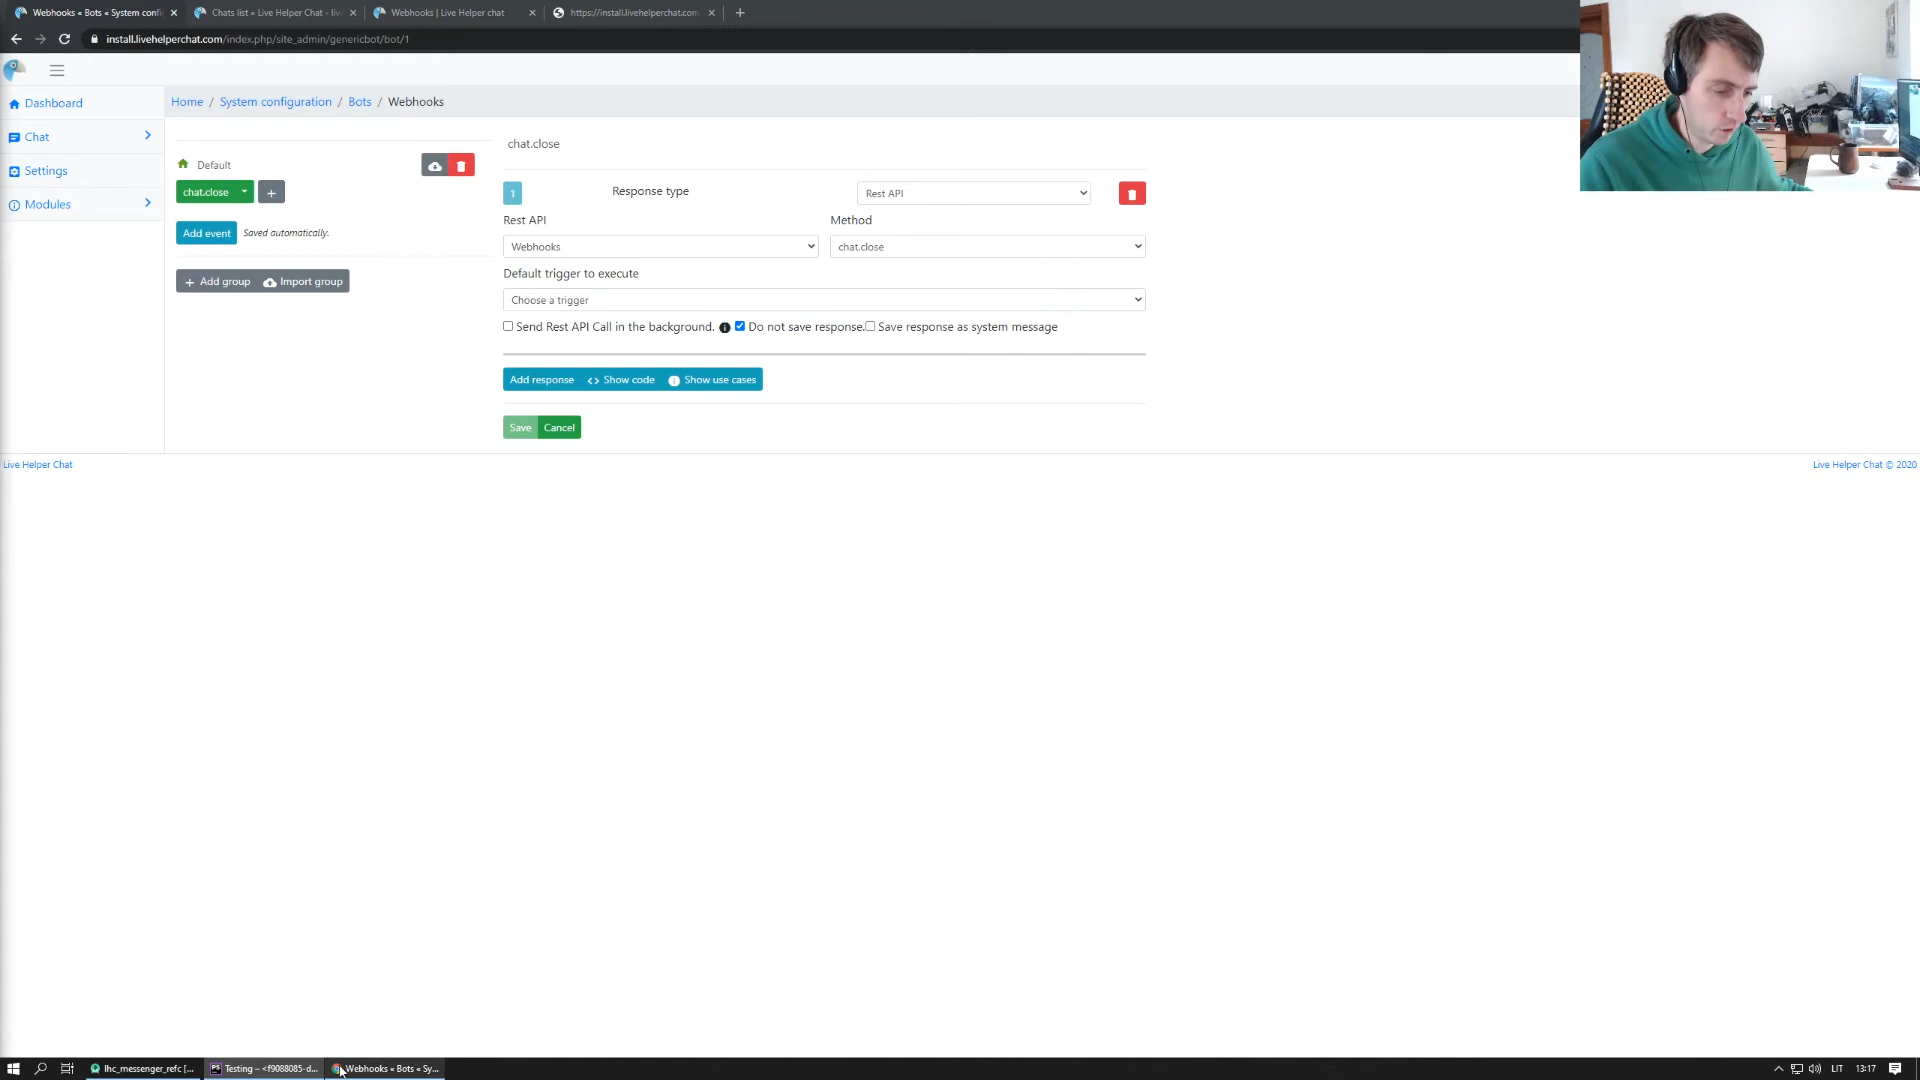 Webhooks « Bots « System confi
Chats list « Live Helper Chat - liv
Webhooks | Live Helper chat
https://install.livehelperchat.com
install.livehelperchat.com/index.php/site_admin/genericbot/bot/1
Dashboard
Chat
Settings
Modules
Home / System configuration / Bots / Webhooks
Default
chat.close
Add event Saved automatically.
Add group Import group
chat.close
1 Response type Rest API
Rest API Method
Webhooks chat.close
Default trigger to execute
Choose a trigger
Send Rest API Call in the background. Do not save response. Save response as system message
Add response Show code Show use cases
Save Cancel
Live Helper Chat
Live Helper Chat © 2020
lhc_messenger_refc [...
PS Testing – <f9088085-d...
Webhooks « Bots « Sy...
LIT 13:17